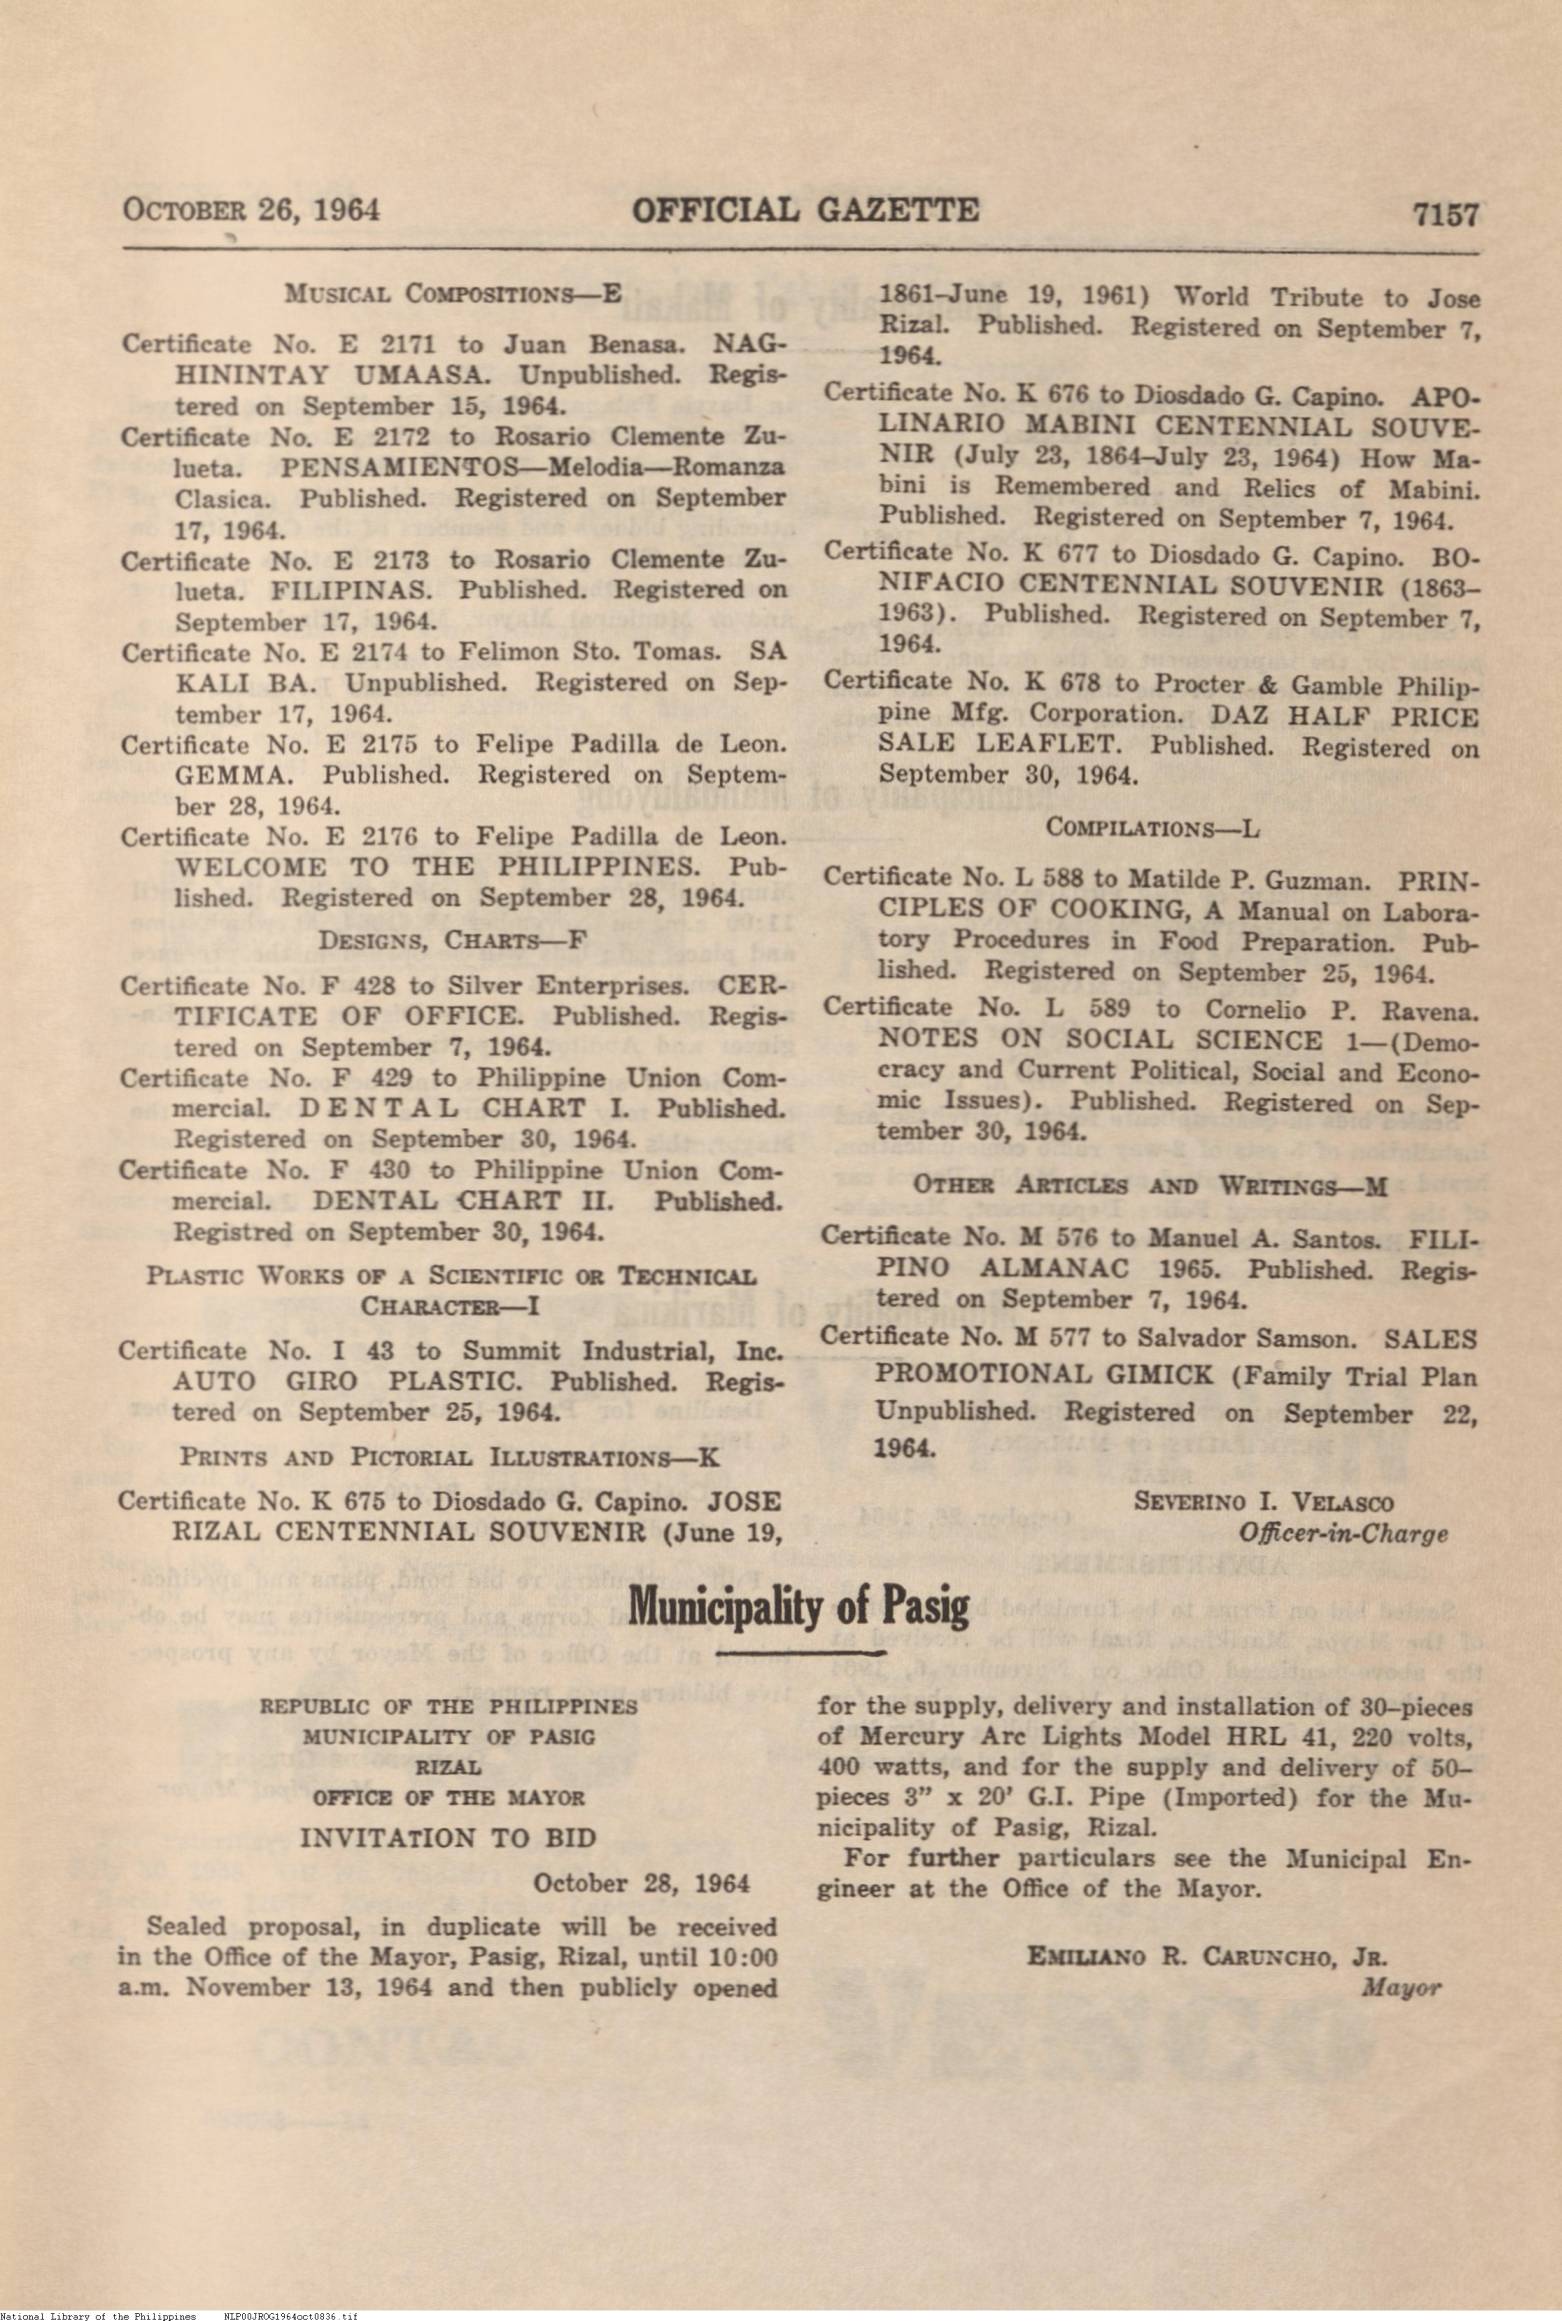 OCTOBER 26, 1964 OFFICIAL GAZETTE 7157
MUSICAL COMPOSITIONS—E
Certificate No. E 2171 to Juan Benasa. NAG-
HININTAY UMAASA. Unpublished. Regis-
tered on September 15, 1964.
Certificate No. E 2172 to Rosario Clemente Zu-
lueta. PENSAMIENTOS—Melodia—Romanza
Clasica. Published. Registered on September
17, 1964.
Certificate No. E 2173 to Rosario Clemente Zu-
lueta. FILIPINAS. Published. Registered on
September 17, 1964.
Certificate No. E 2174 to Felimon Sto. Tomas. SA
KALI BA. Unpublished. Registered on Sep-
tember 17, 1964.
Certificate No. E 2175 to Felipe Padilla de Leon.
GEMMA. Published. Registered on Septem-
ber 28, 1964.
Certificate No. E 2176 to Felipe Padilla de Leon.
WELCOME TO THE PHILIPPINES. Pub-
lished. Registered on September 28, 1964.
DESIGNS, CHARTS—F
Certificate No. F 428 to Silver Enterprises. CER-
TIFICATE OF OFFICE. Published. Regis-
tered on September 7, 1964.
Certificate No. F 429 to Philippine Union Com-
mercial. DENTAL CHART I. Published.
Registered on September 30, 1964.
Certificate No. F 430 to Philippine Union Com-
mercial. DENTAL CHART II. Published.
Registred on September 30, 1964.
PLASTIC WORKS OF A SCIENTIFIC OR TECHNICAL
CHARACTER—I
Certificate No. I 43 to Summit Industrial, Inc.
AUTO GIRO PLASTIC. Published. Regis-
tered on September 25, 1964.
PRINTS AND PICTORIAL ILLUSTRATIONS—K
Certificate No. K 675 to Diosdado G. Capino. JOSE
RIZAL CENTENNIAL SOUVENIR (June 19,
1861–June 19, 1961) World Tribute to Jose
Rizal. Published. Registered on September 7,
1964.
Certificate No. K 676 to Diosdado G. Capino. APO-
LINARIO MABINI CENTENNIAL SOUVE-
NIR (July 23, 1864–July 23, 1964) How Ma-
bini is Remembered and Relics of Mabini.
Published. Registered on September 7, 1964.
Certificate No. K 677 to Diosdado G. Capino. BO-
NIFACIO CENTENNIAL SOUVENIR (1863–
1963). Published. Registered on September 7,
1964.
Certificate No. K 678 to Procter & Gamble Philip-
pine Mfg. Corporation. DAZ HALF PRICE
SALE LEAFLET. Published. Registered on
September 30, 1964.
COMPILATIONS—L
Certificate No. L 588 to Matilde P. Guzman. PRIN-
CIPLES OF COOKING, A Manual on Labora-
tory Procedures in Food Preparation. Pub-
lished. Registered on September 25, 1964.
Certificate No. L 589 to Cornelio P. Ravena.
NOTES ON SOCIAL SCIENCE 1—(Demo-
cracy and Current Political, Social and Econo-
mic Issues). Published. Registered on Sep-
tember 30, 1964.
OTHER ARTICLES AND WRITINGS—M
Certificate No. M 576 to Manuel A. Santos. FILI-
PINO ALMANAC 1965. Published. Regis-
tered on September 7, 1964.
Certificate No. M 577 to Salvador Samson. SALES
PROMOTIONAL GIMICK (Family Trial Plan
Unpublished. Registered on September 22,
1964.
SEVERINO I. VELASCO
Officer-in-Charge
Municipality of Pasig
REPUBLIC OF THE PHILIPPINES
MUNICIPALITY OF PASIG
RIZAL
OFFICE OF THE MAYOR
INVITATION TO BID
October 28, 1964
Sealed proposal, in duplicate will be received
in the Office of the Mayor, Pasig, Rizal, until 10:00
a.m. November 13, 1964 and then publicly opened
for the supply, delivery and installation of 30–pieces
of Mercury Arc Lights Model HRL 41, 220 volts,
400 watts, and for the supply and delivery of 50–
pieces 3” x 20’ G.I. Pipe (Imported) for the Mu-
nicipality of Pasig, Rizal.
For further particulars see the Municipal En-
gineer at the Office of the Mayor.
EMILIANO R. CARUNCHO, JR.
Mayor
National Library of the Philippines NLP00JROG1964oct0836.tif